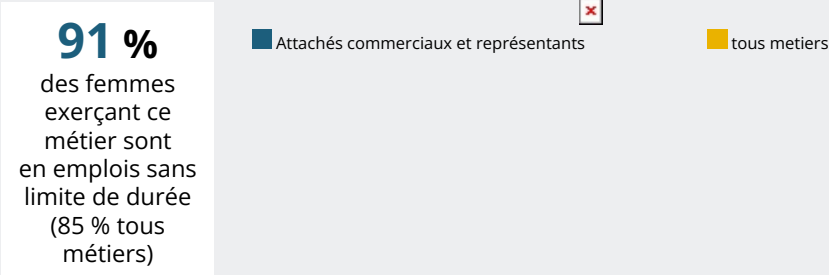 91 %
des femmes
exerçant ce
métier sont
en emplois sans
limite de durée
(85 % tous
métiers)
Attachés commerciaux et représentants
tous metiers